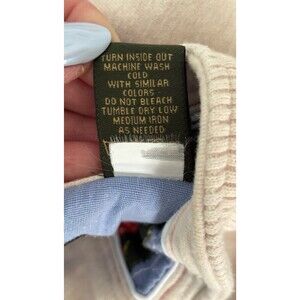 TURN INSIDE OUT
MACHINE WASH
COLD
WITH SIMILAR
COLORS -
DO NOT BLEACH
TUMBLE DRY LOW
MEDIUM IRON
AS NEEDED